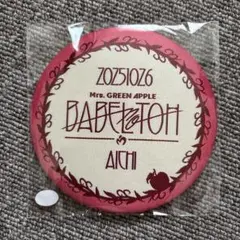 20251026
Mrs. GREEN APPLE
BABEL no TOH
AICHI